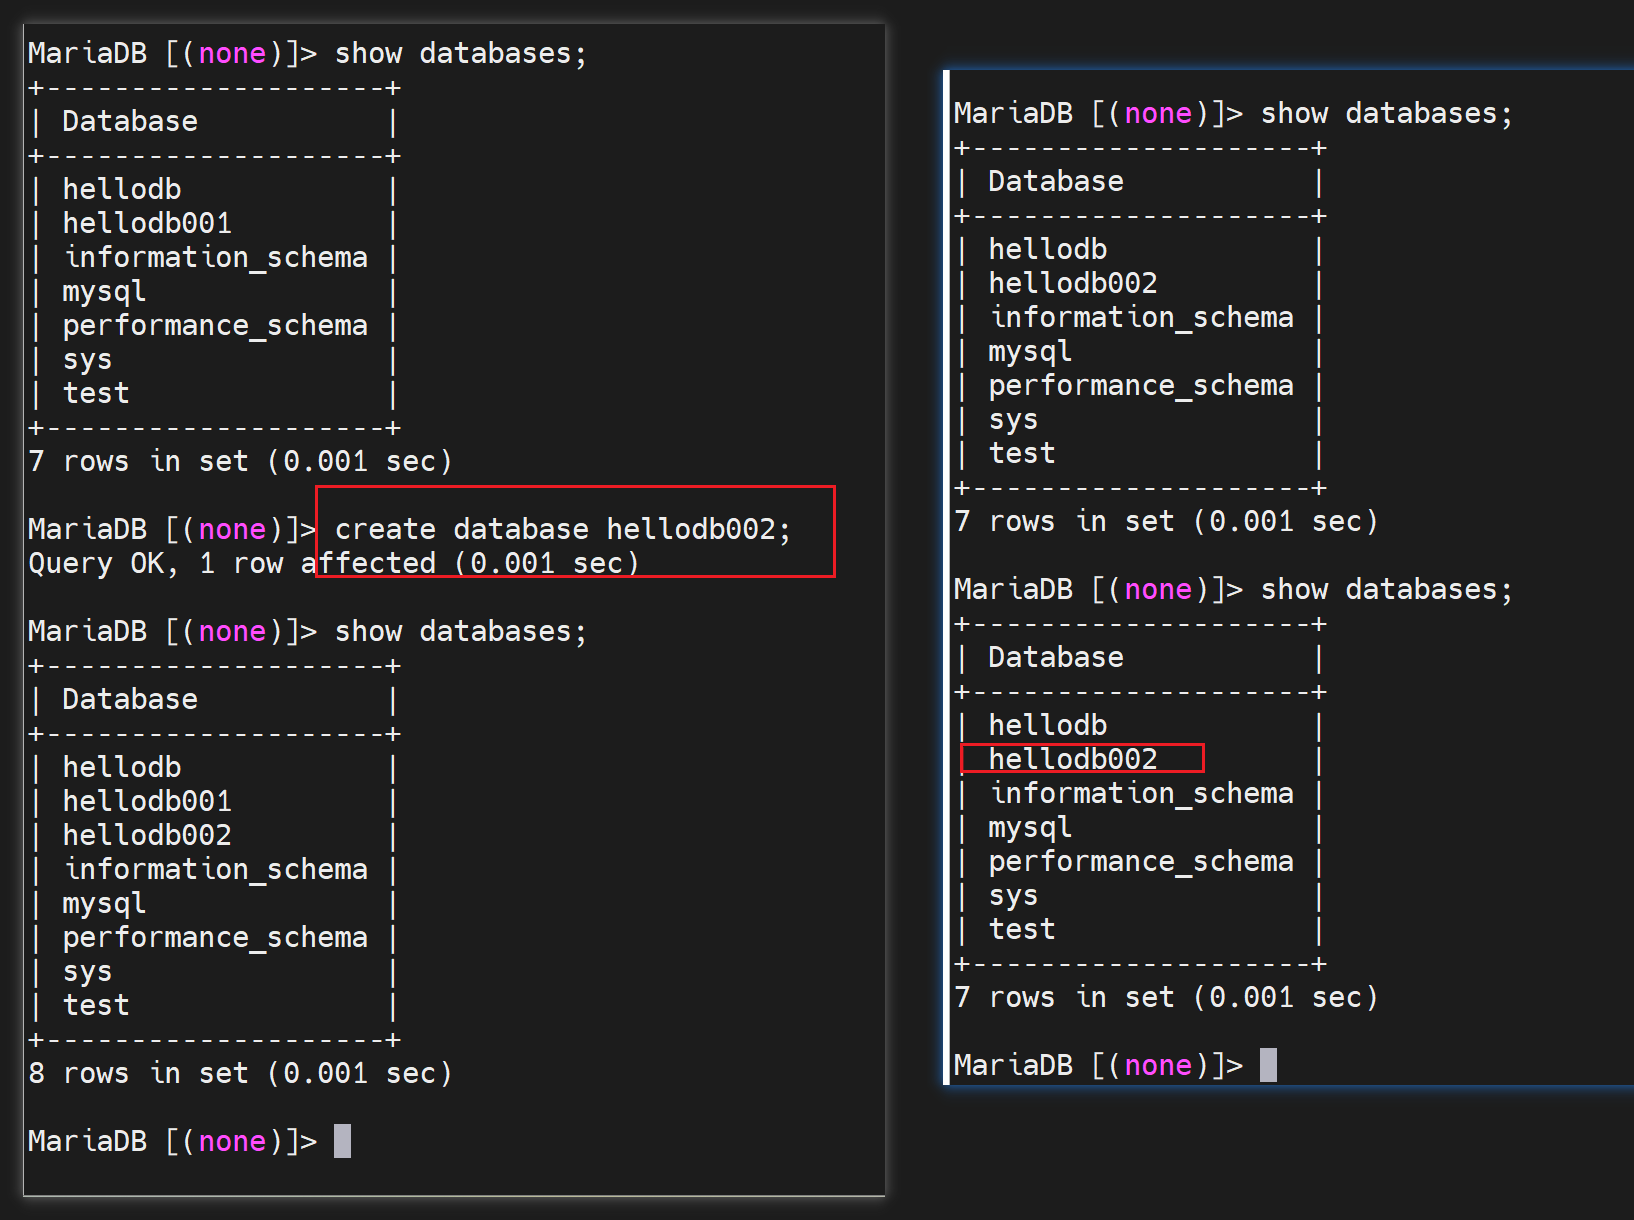 MariaDB [(none)]> show databases;
+--------------------+
| Database           |
+--------------------+
| hellodb            |
| hellodb001         |
| information_schema |
| mysql              |
| performance_schema |
| sys                |
| test               |
+--------------------+
7 rows in set (0.001 sec)
MariaDB [(none)]> create database hellodb002;
Query OK, 1 row affected (0.001 sec)
MariaDB [(none)]> show databases;
+--------------------+
| Database           |
+--------------------+
| hellodb            |
| hellodb001         |
| hellodb002         |
| information_schema |
| mysql              |
| performance_schema |
| sys                |
| test               |
+--------------------+
8 rows in set (0.001 sec)
MariaDB [(none)]>
MariaDB [(none)]> show databases;
+--------------------+
| Database           |
+--------------------+
| hellodb            |
| hellodb002         |
| information_schema |
| mysql              |
| performance_schema |
| sys                |
| test               |
+--------------------+
7 rows in set (0.001 sec)
MariaDB [(none)]> show databases;
+--------------------+
| Database           |
+--------------------+
| hellodb            |
| hellodb002         |
| information_schema |
| mysql              |
| performance_schema |
| sys                |
| test               |
+--------------------+
7 rows in set (0.001 sec)
MariaDB [(none)]>